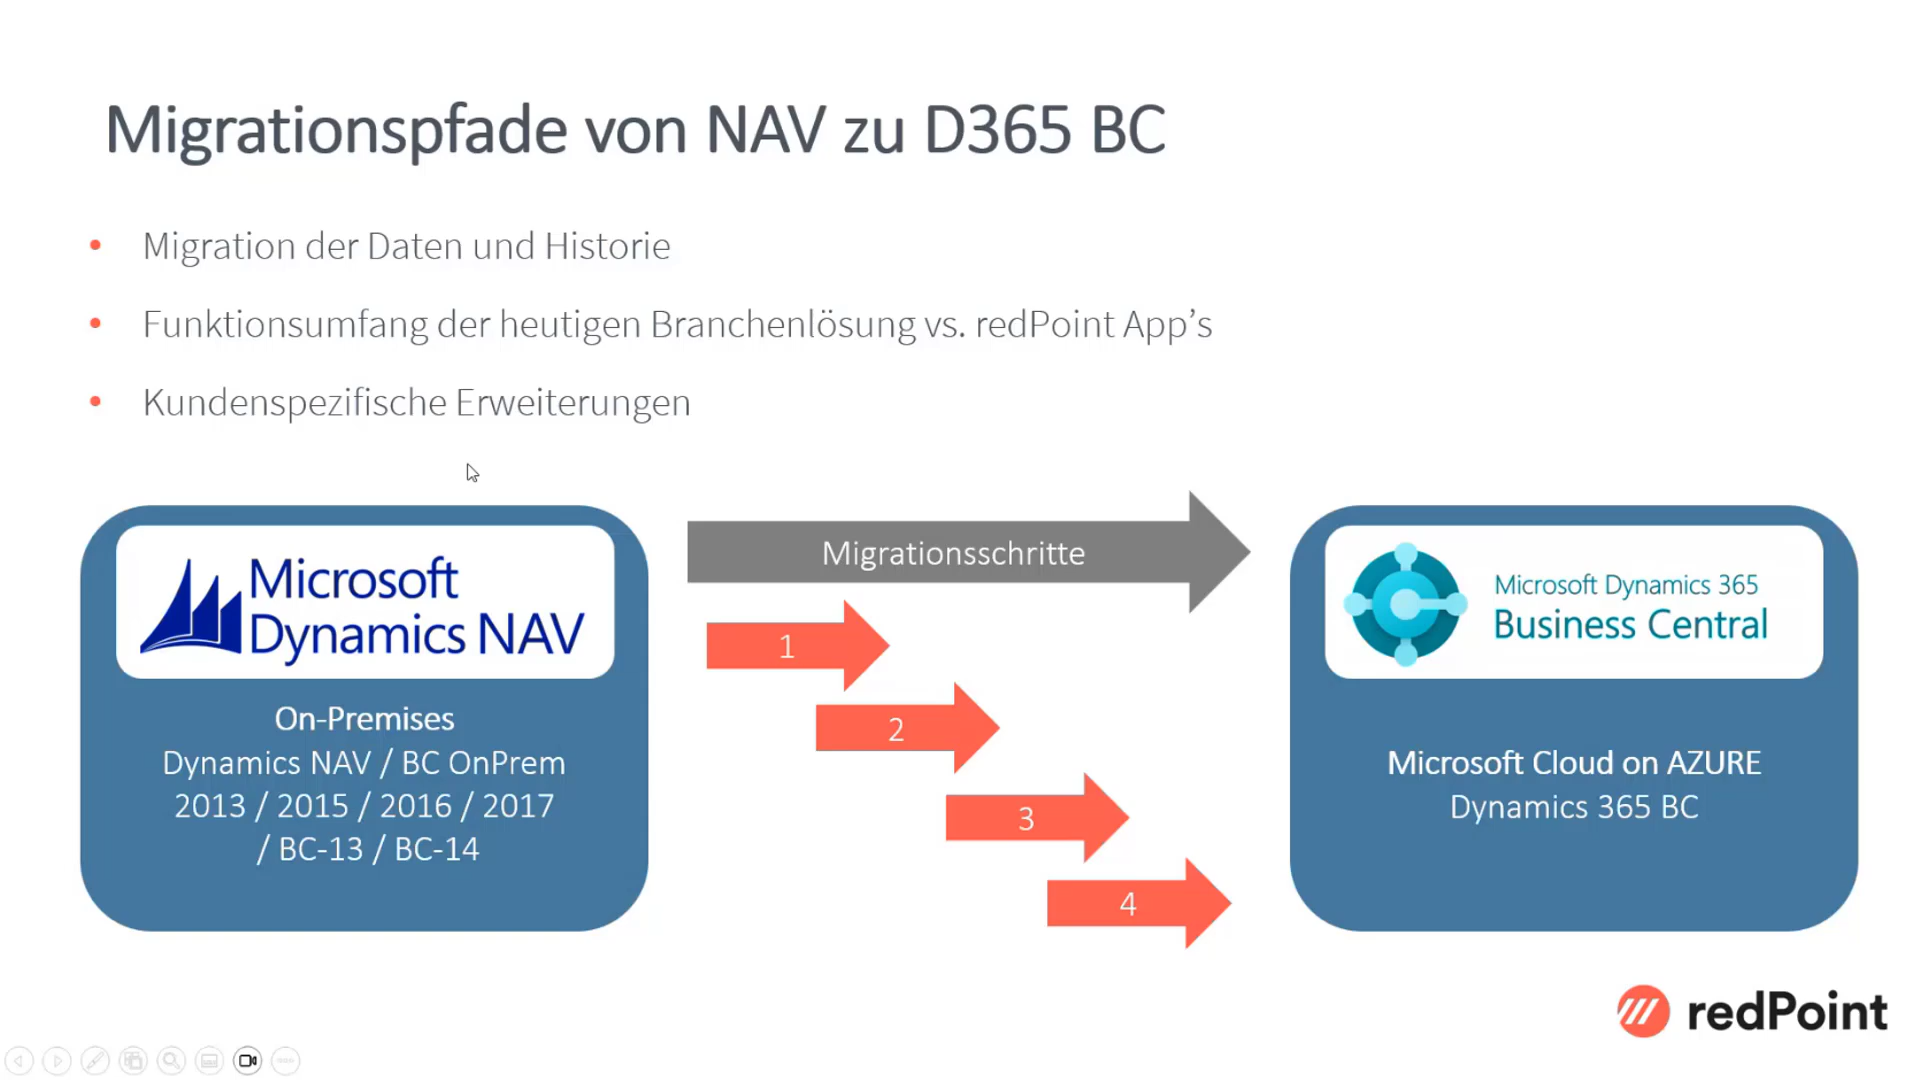 Migrationspfade von NAV zu D365 BC
• Migration der Daten und Historie
• Funktionsumfang der heutigen Branchenlösung vs. redPoint App’s
• Kundenspezifische Erweiterungen
Microsoft
Dynamics NAV
On-Premises
Dynamics NAV / BC OnPrem
2013 / 2015 / 2016 / 2017
/ BC-13 / BC-14
Migrationsschritte
1
2
3
4
Microsoft Dynamics 365
Business Central
Microsoft Cloud on AZURE
Dynamics 365 BC
redPoint